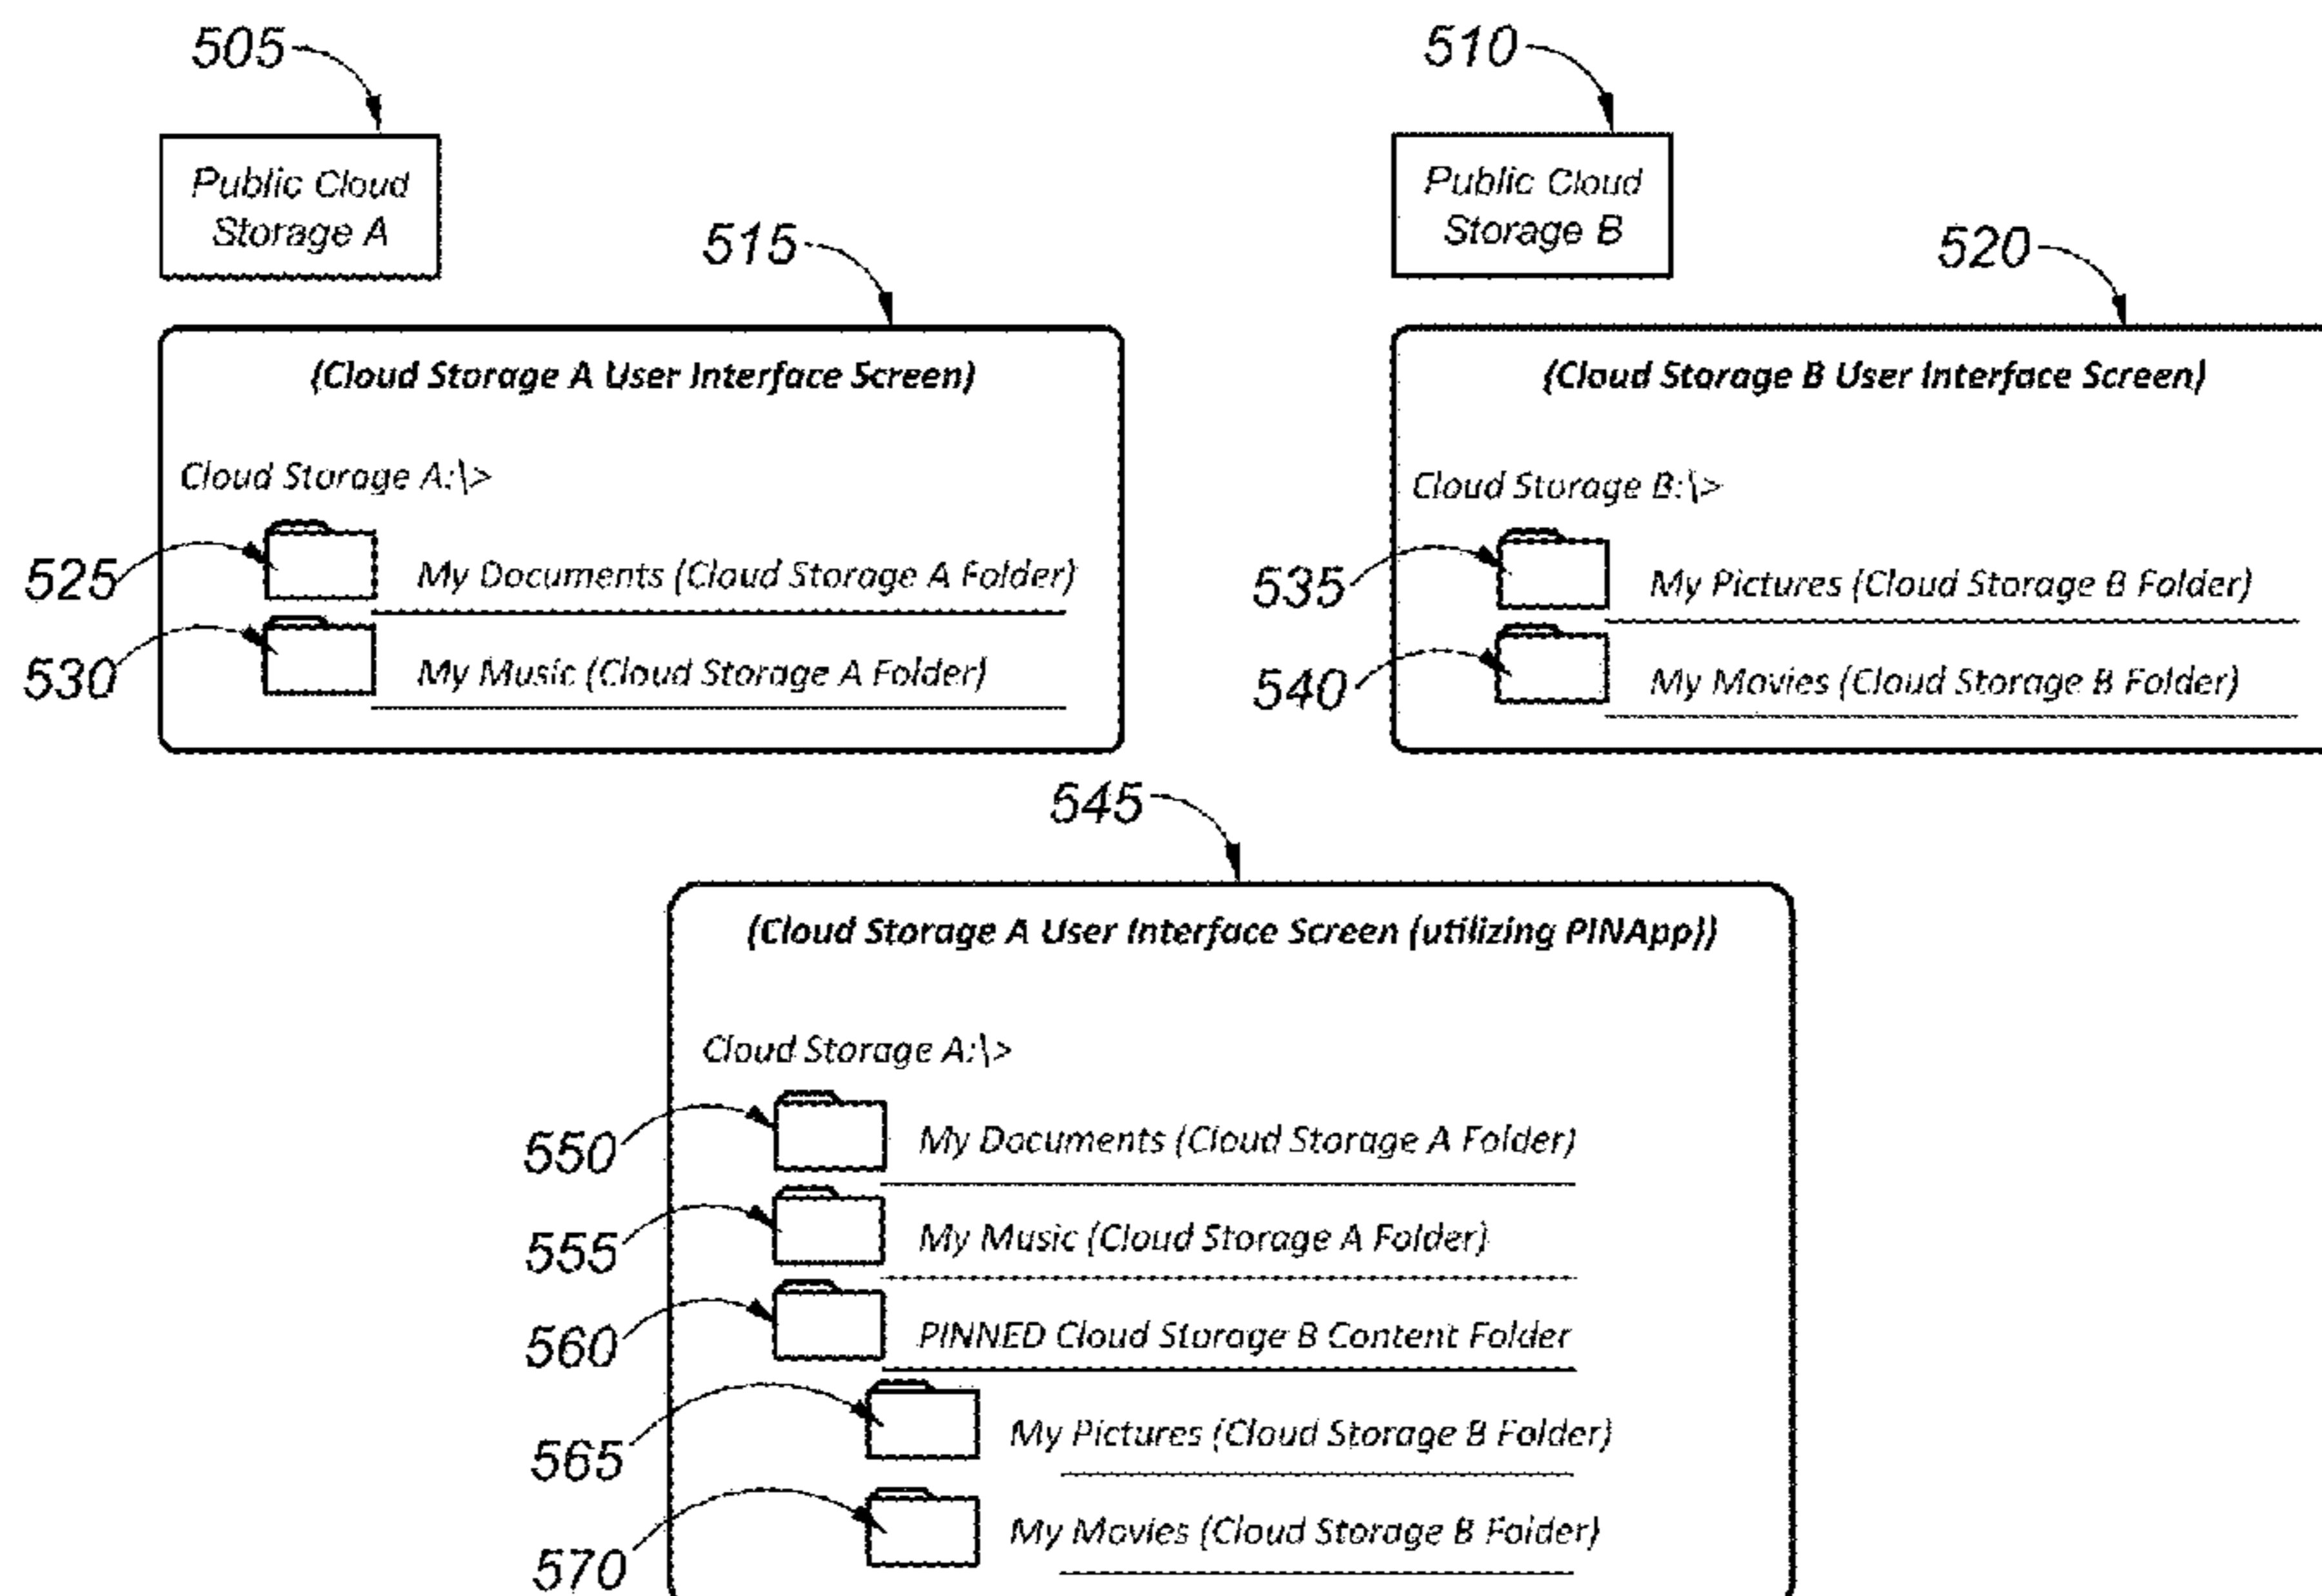 505
510
Public Cloud
Storage A
Public Cloud
Storage B
515
520
(Cloud Storage A User Interface Screen)
Cloud Storage A:\>
525
My Documents (Cloud Storage A Folder)
530
My Music (Cloud Storage A Folder)
(Cloud Storage B User Interface Screen)
Cloud Storage B:\>
535
My Pictures (Cloud Storage B Folder)
540
My Movies (Cloud Storage B Folder)
545
(Cloud Storage A User Interface Screen (utilizing PINApp))
Cloud Storage A:\>
550
My Documents (Cloud Storage A Folder)
555
My Music (Cloud Storage A Folder)
560
PINNED Cloud Storage B Content Folder
565
My Pictures (Cloud Storage B Folder)
570
My Movies (Cloud Storage B Folder)